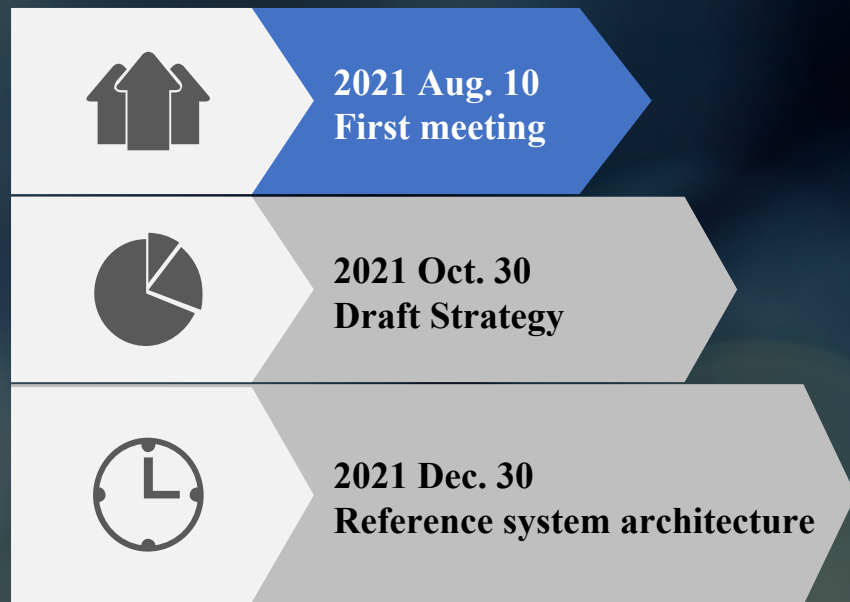 2021 Aug. 10
First meeting
2021 Oct. 30
Draft Strategy
2021 Dec. 30
Reference system architecture